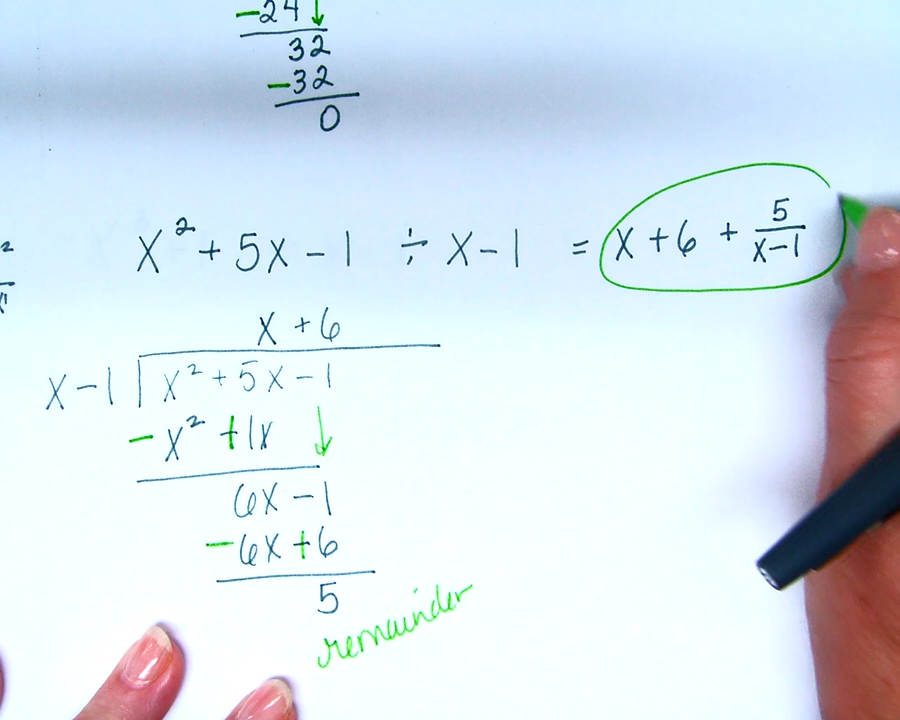 -24 ↓
32
-32
0
x² + 5x - 1 ÷ x - 1 = x + 6 + 5/(x-1)
x + 6
x - 1 | x² + 5x - 1
- x² + 1x ↓
6x - 1
- 6x + 6
5
remainder